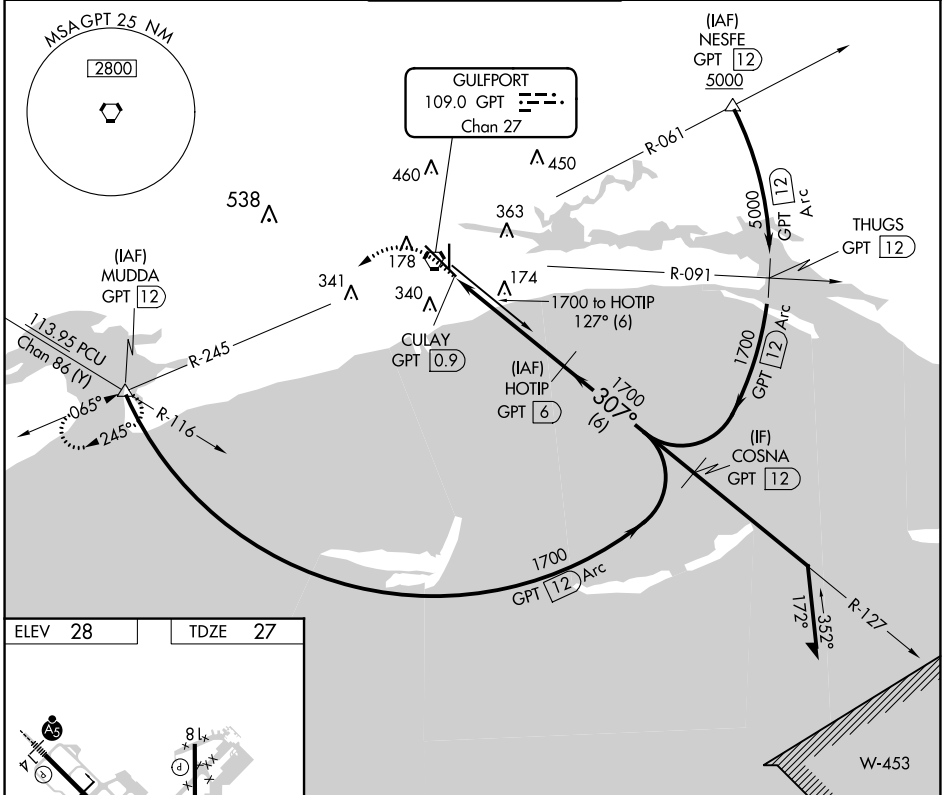 MSA GPT 25 NM
2800
GULFPORT
109.0 GPT
Chan 27
(IAF)
NESFE
GPT 12
5000
R-061
460
450
538
363
5000
GPT 12 Arc
THUGS
GPT 12
(IAF)
MUDDA
GPT 12
178
341
340
174
R-091
1700 to HOTIP
127° (6)
CULAY
GPT 0.9
113.95 PCU
Chan 86 (Y)
R-245
(IAF)
HOTIP
GPT 6
1700
GPT 12 Arc
065°
245°
R-116
1700
307°
(6)
(IF)
COSNA
GPT 12
1700
GPT 12 Arc
172°
352°
R-127
ELEV 28
TDZE 27
A5
14
P
18
P
L
W-453